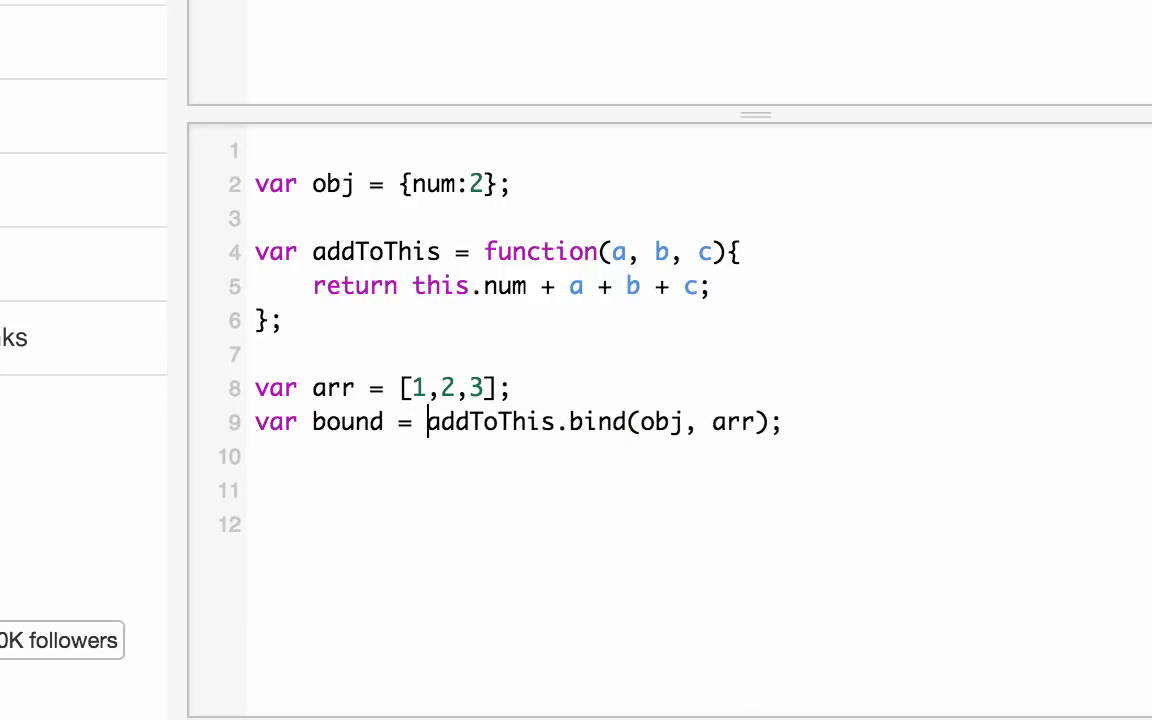 1
2 var obj = {num:2};
3
4 var addToThis = function(a, b, c){
5     return this.num + a + b + c;
6 };
7
8 var arr = [1,2,3];
9 var bound = addToThis.bind(obj, arr);
10
11
12
ks
0K followers